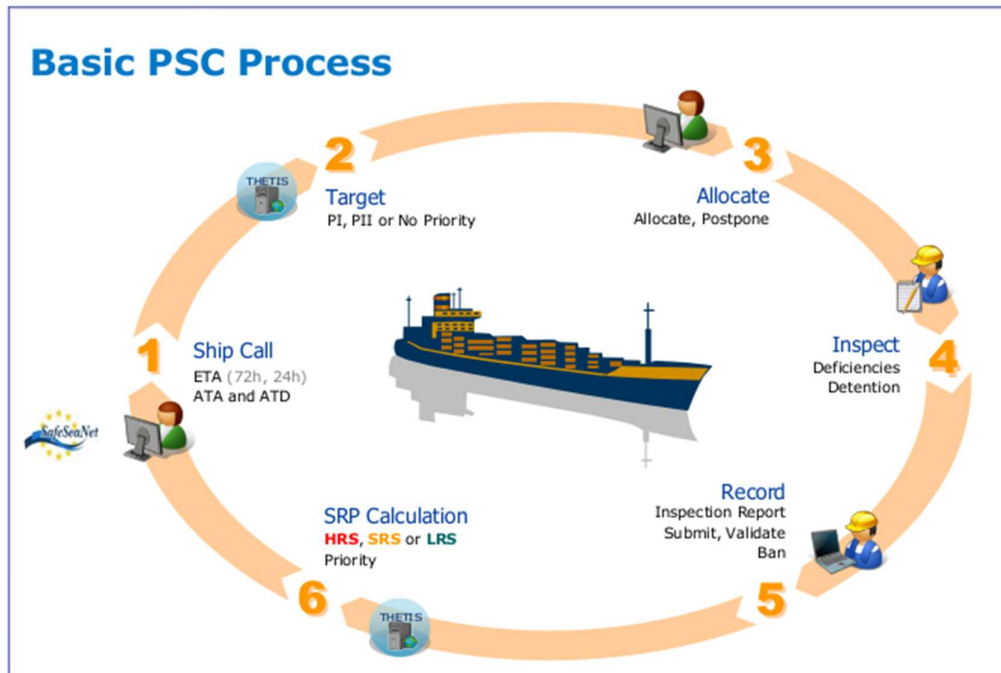 Basic PSC Process
1
Ship Call
ETA (72h, 24h)
ATA and ATD
SafeSeaNet
THETIS
2
Target
PI, PII or No Priority
3
Allocate
Allocate, Postpone
4
Inspect
Deficiencies
Detention
5
Record
Inspection Report
Submit, Validate
Ban
6
SRP Calculation
HRS, SRS or LRS
Priority
THETIS